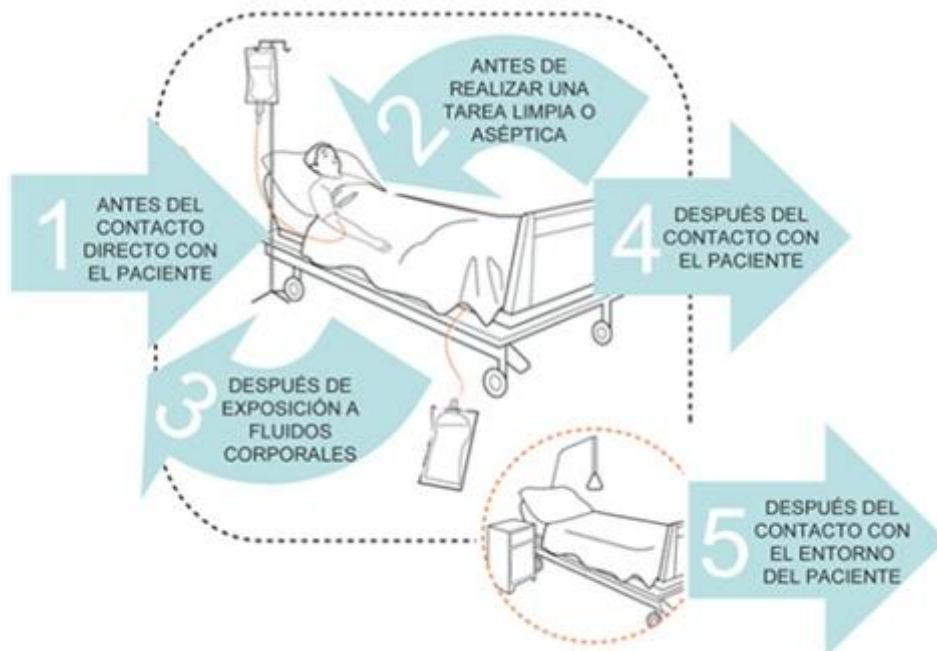 1
ANTES DEL
CONTACTO
DIRECTO CON
EL PACIENTE
2
ANTES DE
REALIZAR UNA
TAREA LIMPIA O
ASÉPTICA
3
DESPUÉS DE
EXPOSICIÓN A
FLUIDOS
CORPORALES
4
DESPUÉS DEL
CONTACTO CON
EL PACIENTE
5
DESPUÉS DEL
CONTACTO CON
EL ENTORNO
DEL PACIENTE